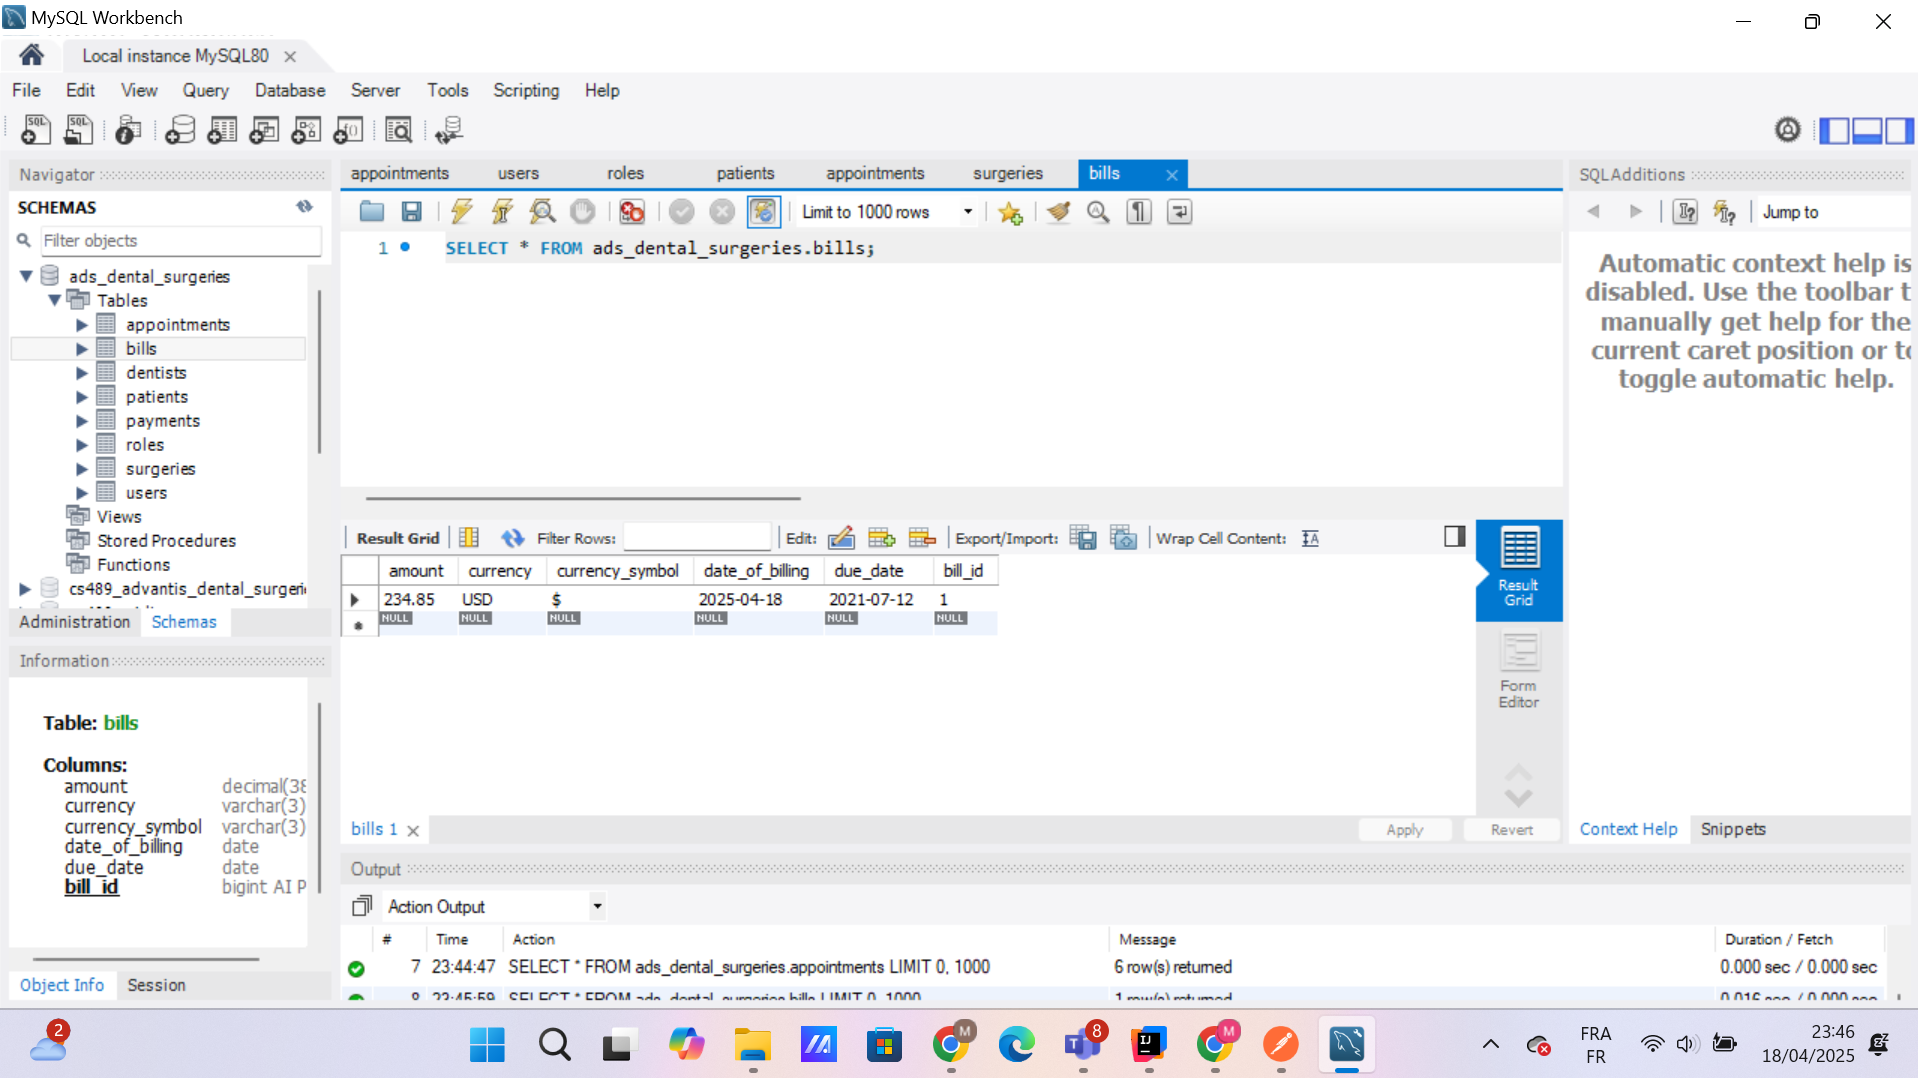 MySQL Workbench
Local instance MySQL80
File Edit View Query Database Server Tools Scripting Help
Navigator
SCHEMAS
Filter objects
ads_dental_surgeries
Tables
appointments
bills
dentists
patients
payments
roles
surgeries
users
Views
Stored Procedures
Functions
cs489_advantis_dental_surgeri
Administration Schemas
Information
Table: bills
Columns:
amount decimal(38
currency varchar(3)
currency_symbol varchar(3)
date_of_billing date
due_date date
bill_id bigint AI P
Object Info Session
appointments users roles patients appointments surgeries bills
Limit to 1000 rows
1 SELECT * FROM ads_dental_surgeries.bills;
Result Grid Filter Rows: Edit: Export/Import: Wrap Cell Content:
amount currency currency_symbol date_of_billing due_date bill_id
234.85 USD $ 2025-04-18 2021-07-12 1
NULL NULL NULL NULL NULL NULL
Result
Grid
Form
Editor
bills 1 Apply Revert
SQLAdditions
Jump to
Automatic context help is
disabled. Use the toolbar t
manually get help for the
current caret position or to
toggle automatic help.
Context Help Snippets
Output
Action Output
# Time Action Message Duration / Fetch
7 23:44:47 SELECT * FROM ads_dental_surgeries.appointments LIMIT 0, 1000 6 row(s) returned 0.000 sec / 0.000 sec
8 23:45:59 SELECT * FROM ads_dental_surgeries.bills LIMIT 0, 1000 1 row(s) returned 0.016 sec / 0.000 sec
2
M
8
M
FRA
FR
23:46
18/04/2025